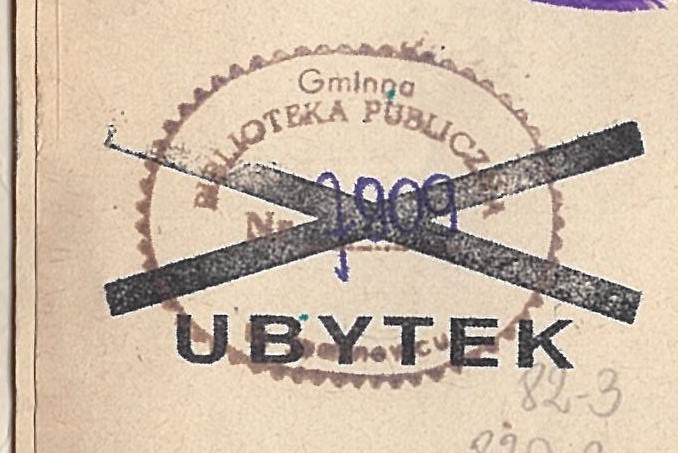 Gminna
BIBLIOTEKA PUBLICZNA
1909
UBYTEK
82-3